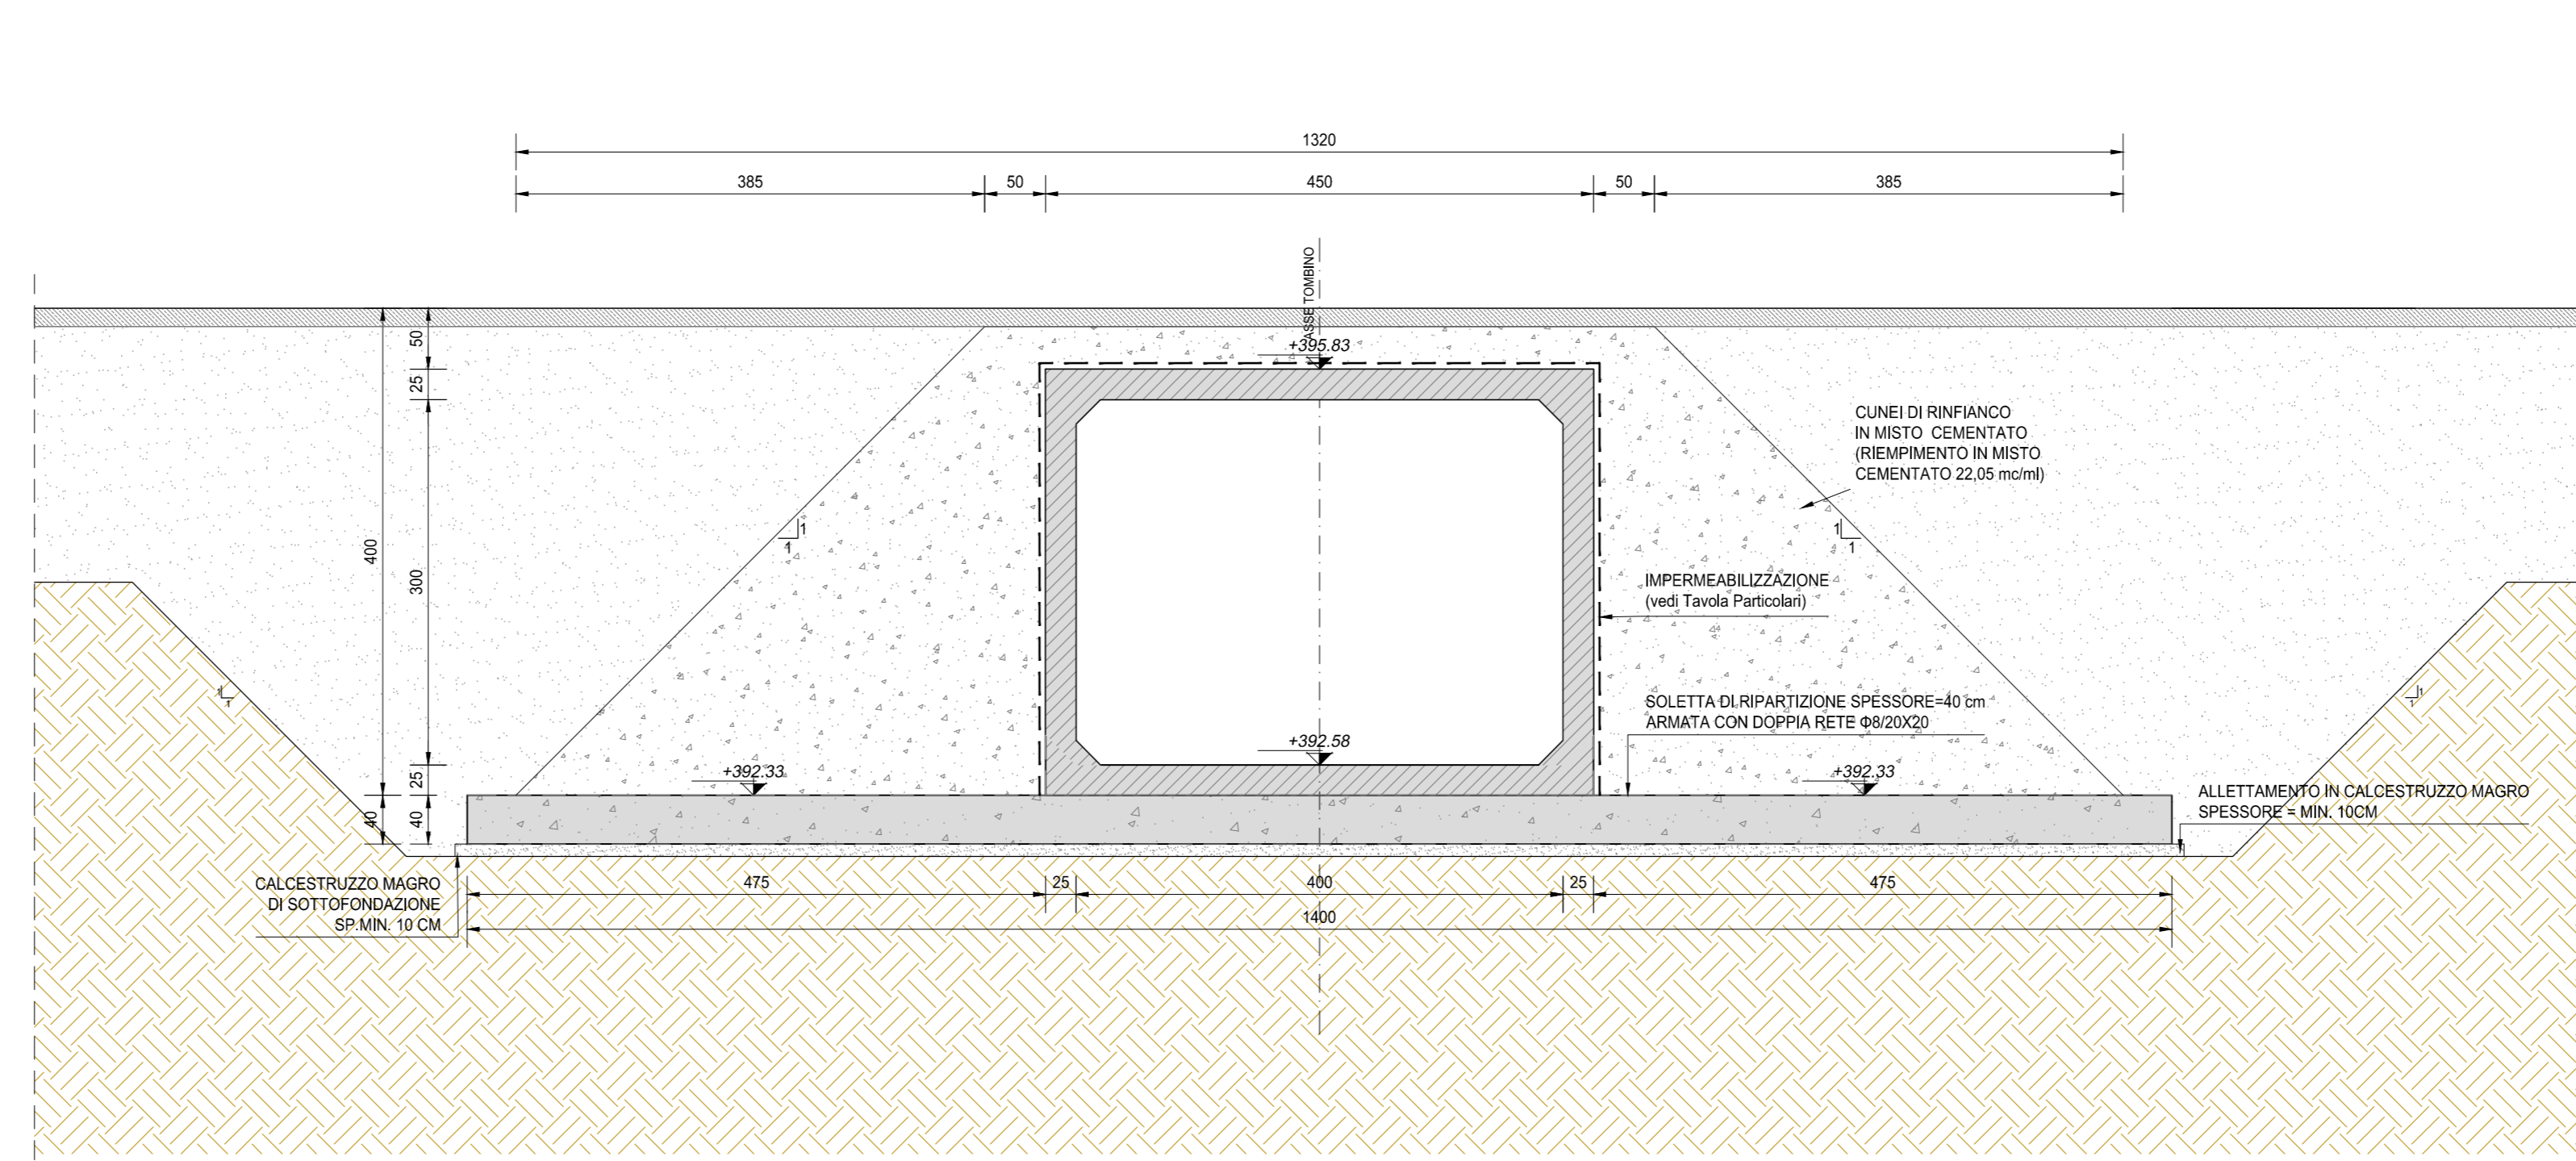 1320
385
50
450
50
385
ASSE TOMBINO
50
25
+395.83
CUNEI DI RINFIANCO
IN MISTO CEMENTATO
(RIEMPIMENTO IN MISTO
CEMENTATO 22,05 mc/ml)
1
1
1
1
400
300
IMPERMEABILIZZAZIONE
(vedi Tavola Particolari)
1
1
1
1
SOLETTA DI RIPARTIZIONE SPESSORE=40 cm
ARMATA CON DOPPIA RETE Φ8/20X20
+392.58
+392.33
+392.33
25
40
40
ALLETTAMENTO IN CALCESTRUZZO MAGRO
SPESSORE = MIN. 10CM
CALCESTRUZZO MAGRO
DI SOTTOFONDAZIONE
SP.MIN. 10 CM
475
25
400
25
475
1400